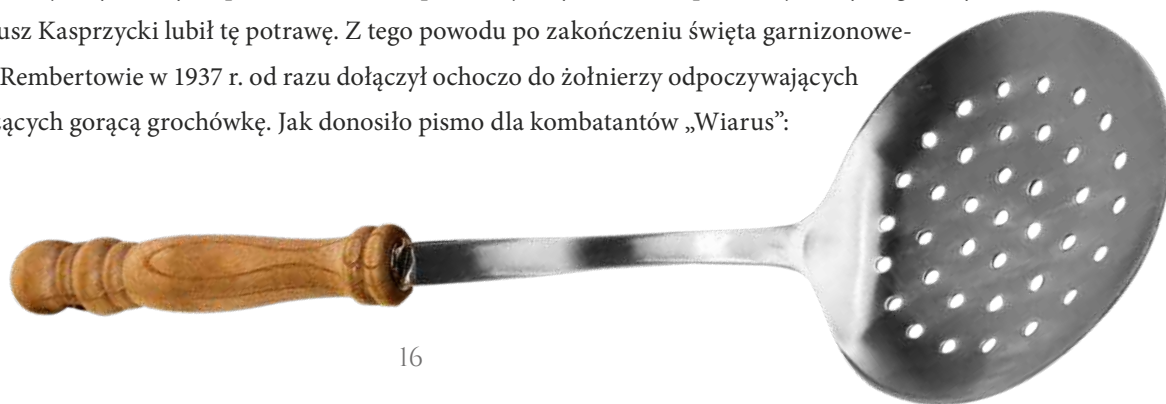 usz Kasprzycki lubił tę potrawę. Z tego powodu po zakończeniu święta garnizonowe-
Rembertowie w 1937 r. od razu dołączył ochoczo do żołnierzy odpoczywających
ących gorącą grochówkę. Jak donosiło pismo dla kombatantów „Wiarus”:
16